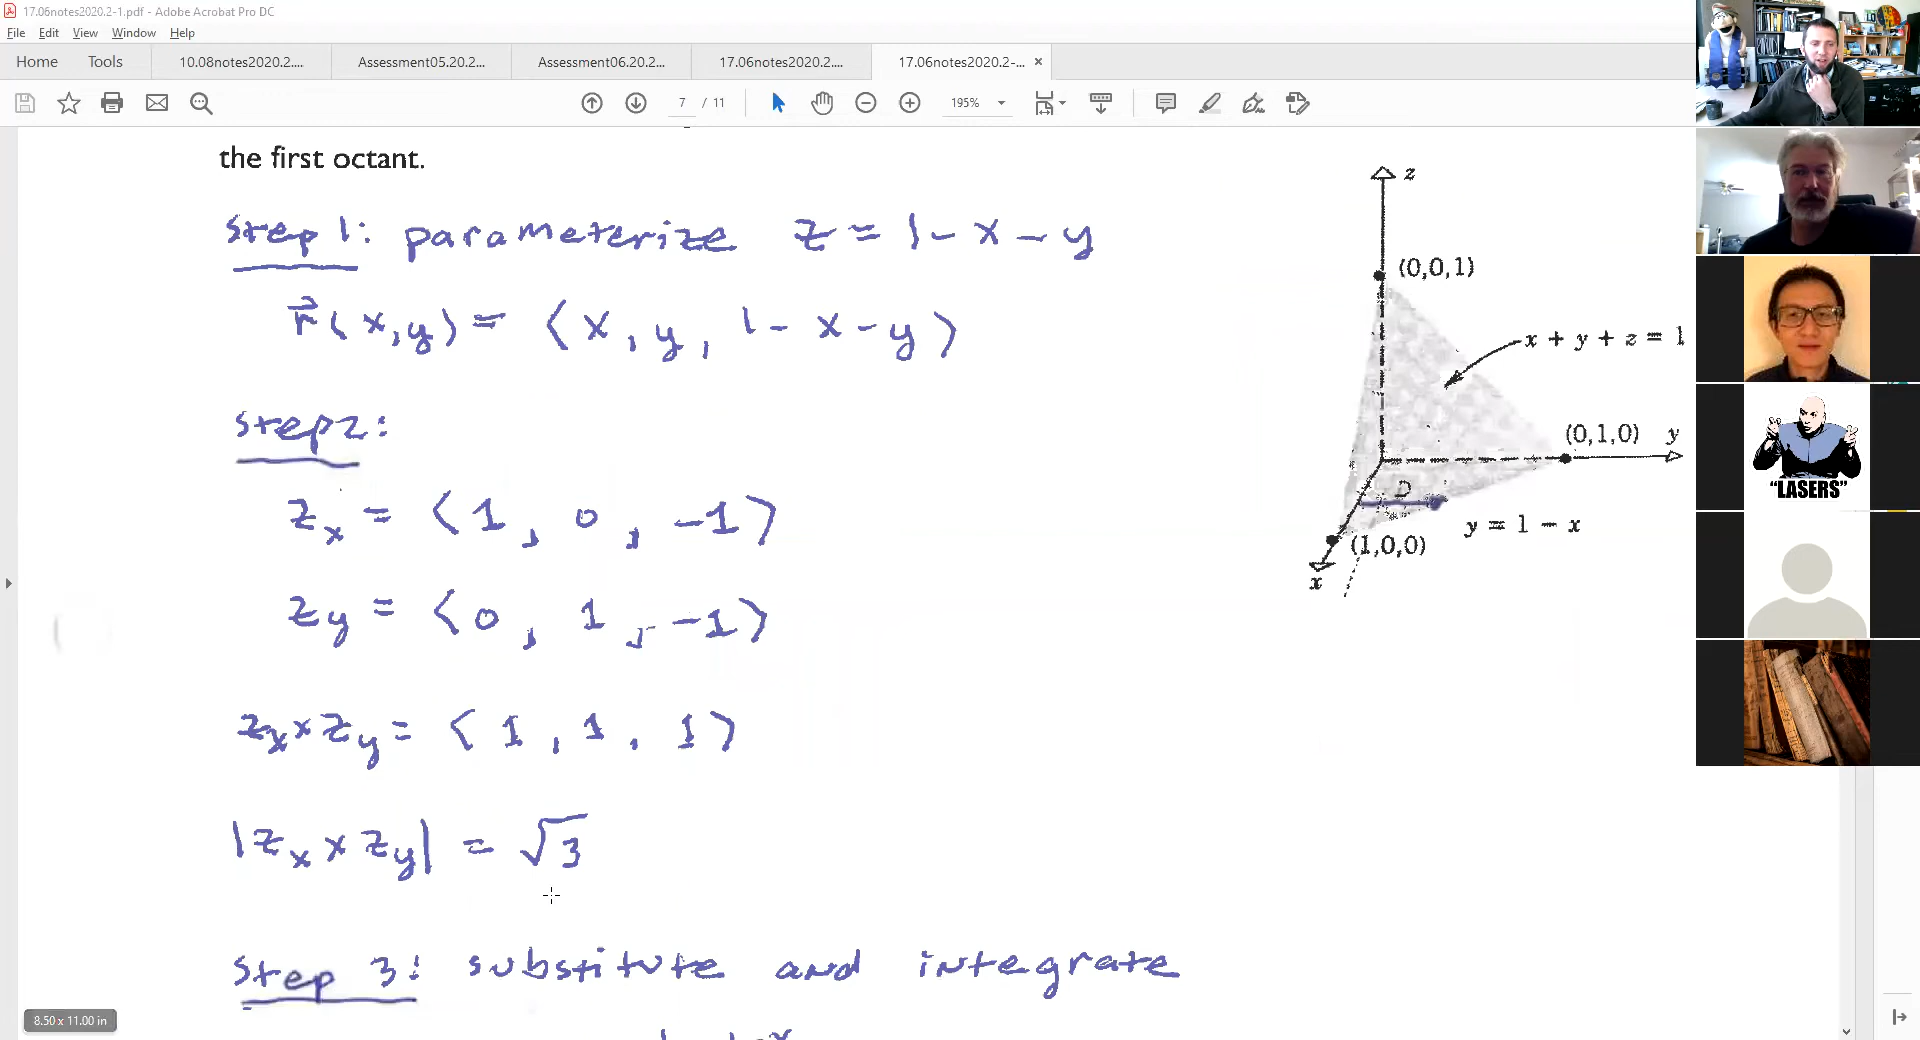 17.06notes2020.2-1.pdf - Adobe Acrobat Pro DC
File Edit View Window Help
Home Tools 10.08notes2020.2.... Assessment05.20.2... Assessment06.20.2... 17.06notes2020.2.... 17.06notes2020.2-... ×
7 / 11 195%
the first octant.
Step 1: parameterize z = 1 - x - y
r⃗(x,y) = ⟨x, y, 1 - x - y⟩
Step 2:
z_x = ⟨1, 0, -1⟩
z_y = ⟨0, 1, -1⟩
z_x × z_y = ⟨1, 1, 1⟩
|z_x × z_y| = √3
Step 3: substitute and integrate
z
(0,0,1)
x + y + z = 1
(0,1,0) y
D
y = 1 - x
(1,0,0)
x
"LASERS"
8.50 x 11.00 in